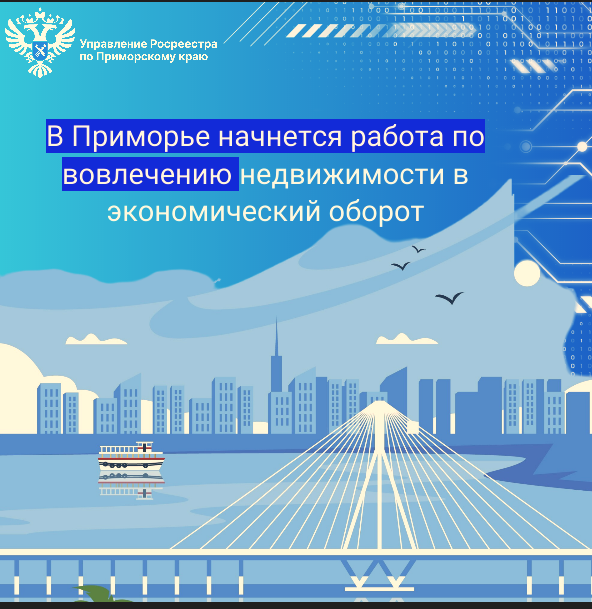 Управление Росреестра
по Приморскому краю
В Приморье начнется работа по
вовлечению недвижимости в
экономический оборот